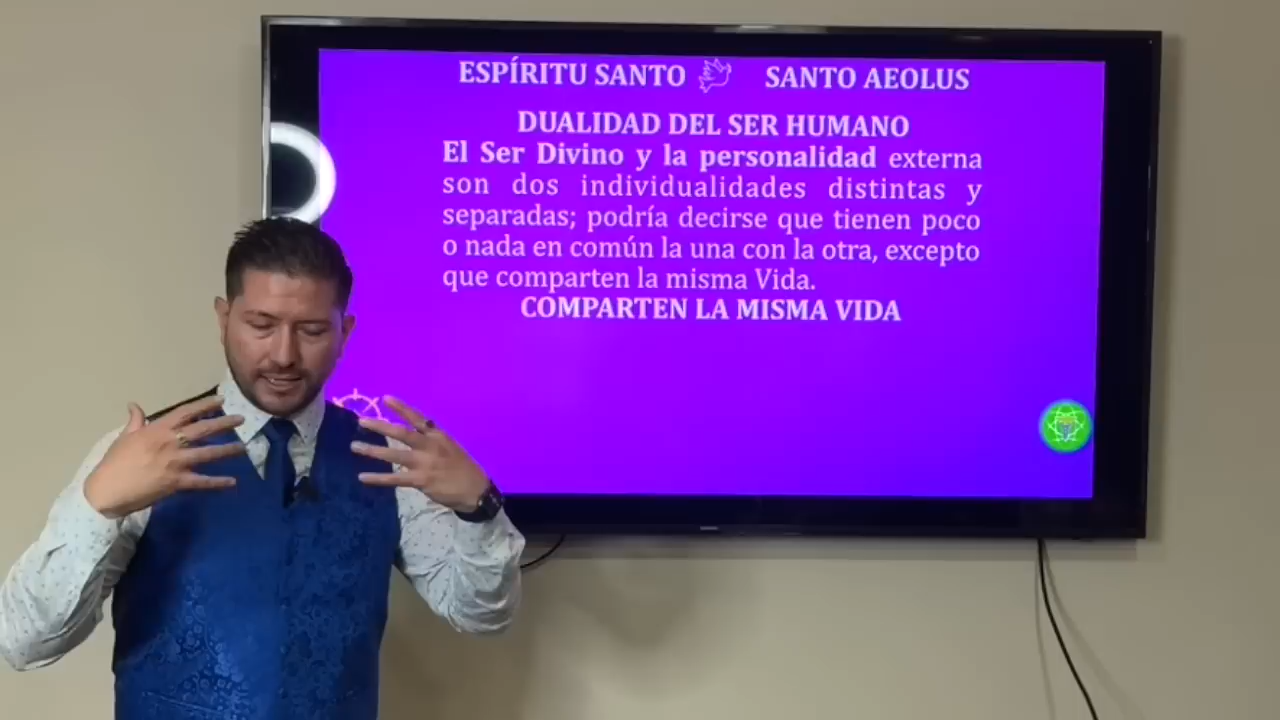 ESPÍRITU SANTO SANTO AEOLUS
DUALIDAD DEL SER HUMANO
El Ser Divino y la personalidad externa
son dos individualidades distintas y
separadas; podría decirse que tienen poco
o nada en común la una con la otra, excepto
que comparten la misma Vida.
COMPARTEN LA MISMA VIDA